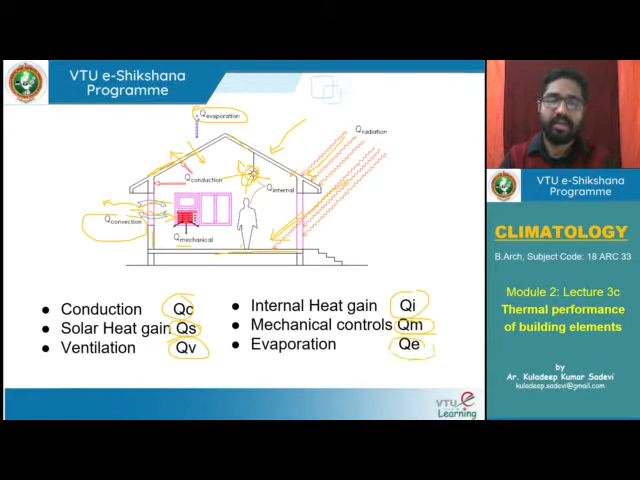 VTU e-Shikshana
Programme
Qevaporation
Qradiation
Qconduction
Qinternal
Qconvection
Qmechanical
● Conduction Qc
● Solar Heat gain Qs
● Ventilation Qv
● Internal Heat gain Qi
● Mechanical controls Qm
● Evaporation Qe
VTU e
Learning
VTU e-Shikshana
Programme
CLIMATOLOGY
B.Arch, Subject Code: 18 ARC 33
Module 2: Lecture 3c
Thermal performance
of building elements
by
Ar. Kuladeep Kumar Sadevi
kuladeep.sadevi@gmail.com